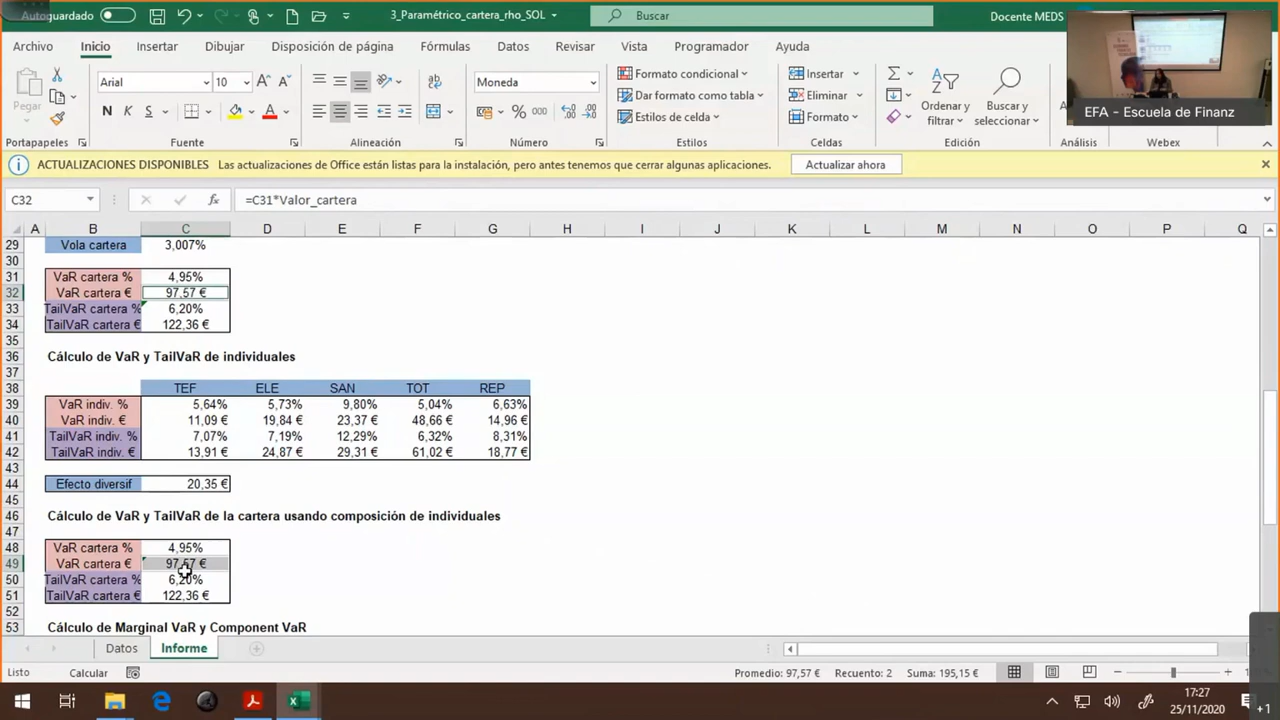 Autoguardado
3_Paramétrico_cartera_rho_SOL
Buscar
Docente MEDS
Archivo Inicio Insertar Dibujar Disposición de página Fórmulas Datos Revisar Vista Programador Ayuda
Pegar
Arial 10
N K S
Moneda
% 000
Formato condicional
Dar formato como tabla
Estilos de celda
Insertar
Eliminar
Formato
Ordenar y filtrar
Buscar y seleccionar
EFA - Escuela de Finanz
Portapapeles Fuente Alineación Número Estilos Celdas Edición Análisis Webex
ACTUALIZACIONES DISPONIBLES Las actualizaciones de Office están listas para la instalación, pero antes tenemos que cerrar algunas aplicaciones. Actualizar ahora
C32 fx =C31*Valor_cartera
A B C D E F G H I J K L M N O P Q
29 Vola cartera 3,007%
30
31 VaR cartera % 4,95%
32 VaR cartera € 97,57 €
33 TailVaR cartera % 6,20%
34 TailVaR cartera € 122,36 €
35
36 Cálculo de VaR y TailVaR de individuales
37
38 TEF ELE SAN TOT REP
39 VaR indiv. % 5,64% 5,73% 9,80% 5,04% 6,63%
40 VaR indiv. € 11,09 € 19,84 € 23,37 € 48,66 € 14,96 €
41 TailVaR indiv. % 7,07% 7,19% 12,29% 6,32% 8,31%
42 TailVaR indiv. € 13,91 € 24,87 € 29,31 € 61,02 € 18,77 €
43
44 Efecto diversif 20,35 €
45
46 Cálculo de VaR y TailVaR de la cartera usando composición de individuales
47
48 VaR cartera % 4,95%
49 VaR cartera € 97,57 €
50 TailVaR cartera % 6,20%
51 TailVaR cartera € 122,36 €
52
53 Cálculo de Marginal VaR y Component VaR
Datos Informe
Listo Calcular Promedio: 97,57 € Recuento: 2 Suma: 195,15 €
17:27
25/11/2020
+1